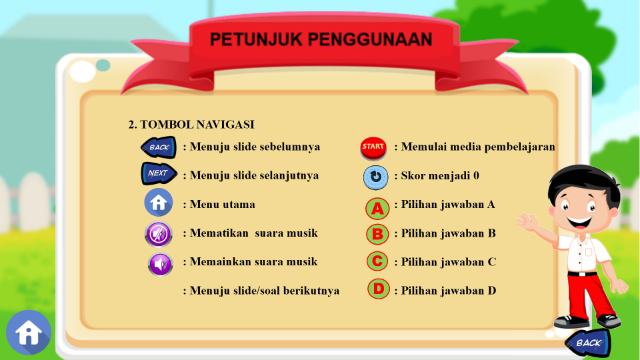 PETUNJUK PENGGUNAAN
2. TOMBOL NAVIGASI
BACK : Menuju slide sebelumnya
NEXT : Menuju slide selanjutnya
: Menu utama
: Mematikan suara musik
: Memainkan suara musik
: Menuju slide/soal berikutnya
START : Memulai media pembelajaran
: Skor menjadi 0
A : Pilihan jawaban A
B : Pilihan jawaban B
C : Pilihan jawaban C
D : Pilihan jawaban D
BACK